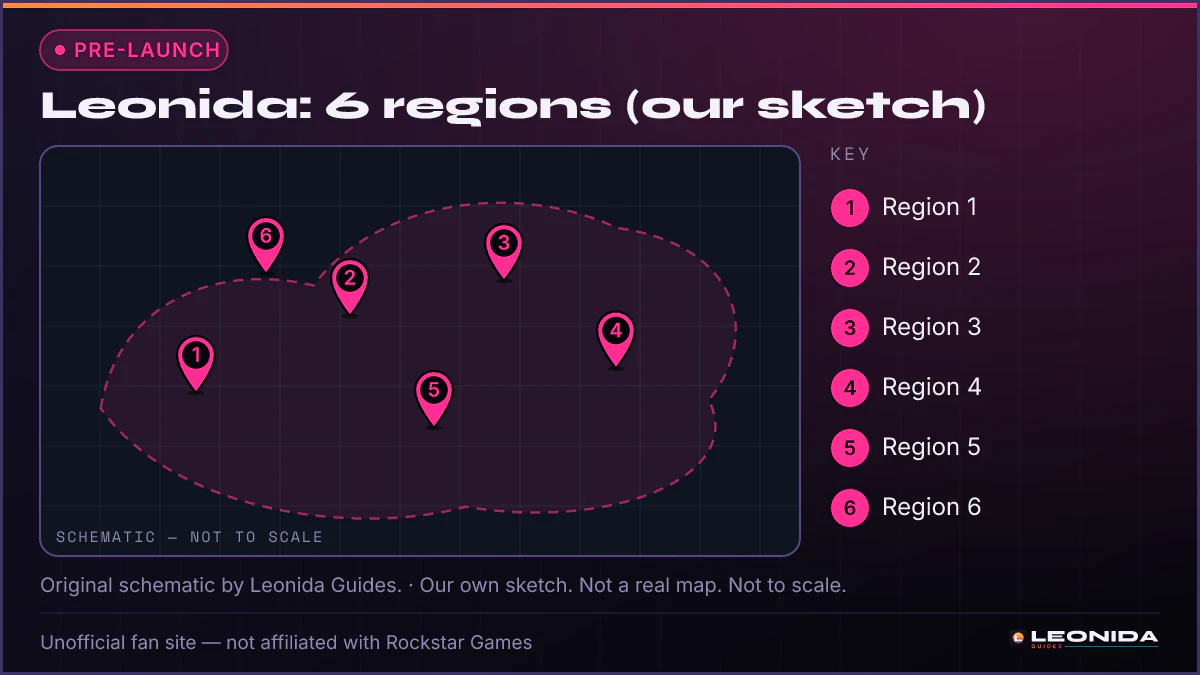 PRE-LAUNCH
Leonida: 6 regions (our sketch)
6
3
2
4
1
5
SCHEMATIC — NOT TO SCALE
KEY
1 Region 1
2 Region 2
3 Region 3
4 Region 4
5 Region 5
6 Region 6
Original schematic by Leonida Guides. · Our own sketch. Not a real map. Not to scale.
Unofficial fan site — not affiliated with Rockstar Games
LEONIDA
GUIDES